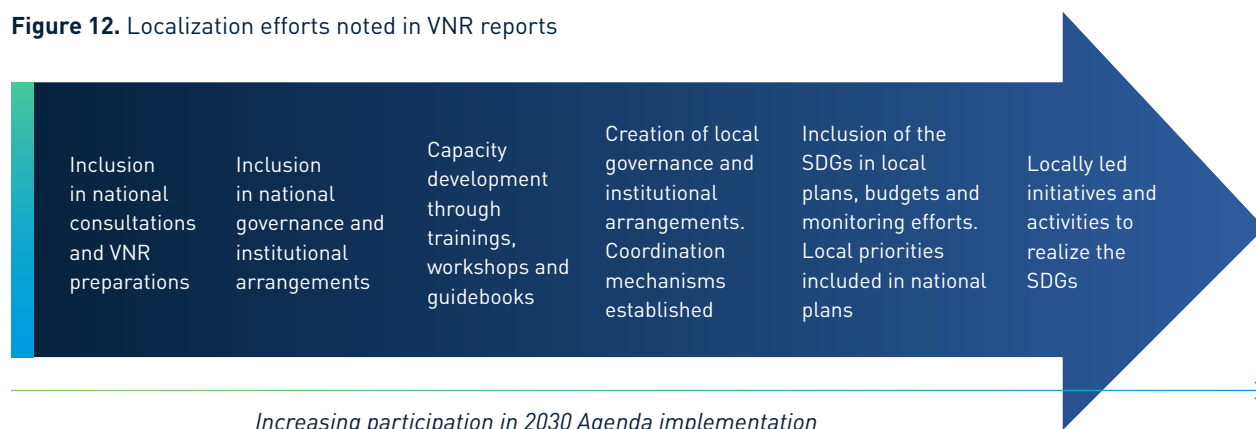 Figure 12. Localization efforts noted in VNR reports
Inclusion
in national
consultations
and VNR
preparations
Inclusion
in national
governance and
institutional
arrangements
Capacity
development
through
trainings,
workshops and
guidebooks
Creation of local
governance and
institutional
arrangements.
Coordination
mechanisms
established
Inclusion of the
SDGs in local
plans, budgets and
monitoring efforts.
Local priorities
included in national
plans
Locally led
initiatives and
activities to
realize the
SDGs
Increasing participation in 2030 Agenda implementation